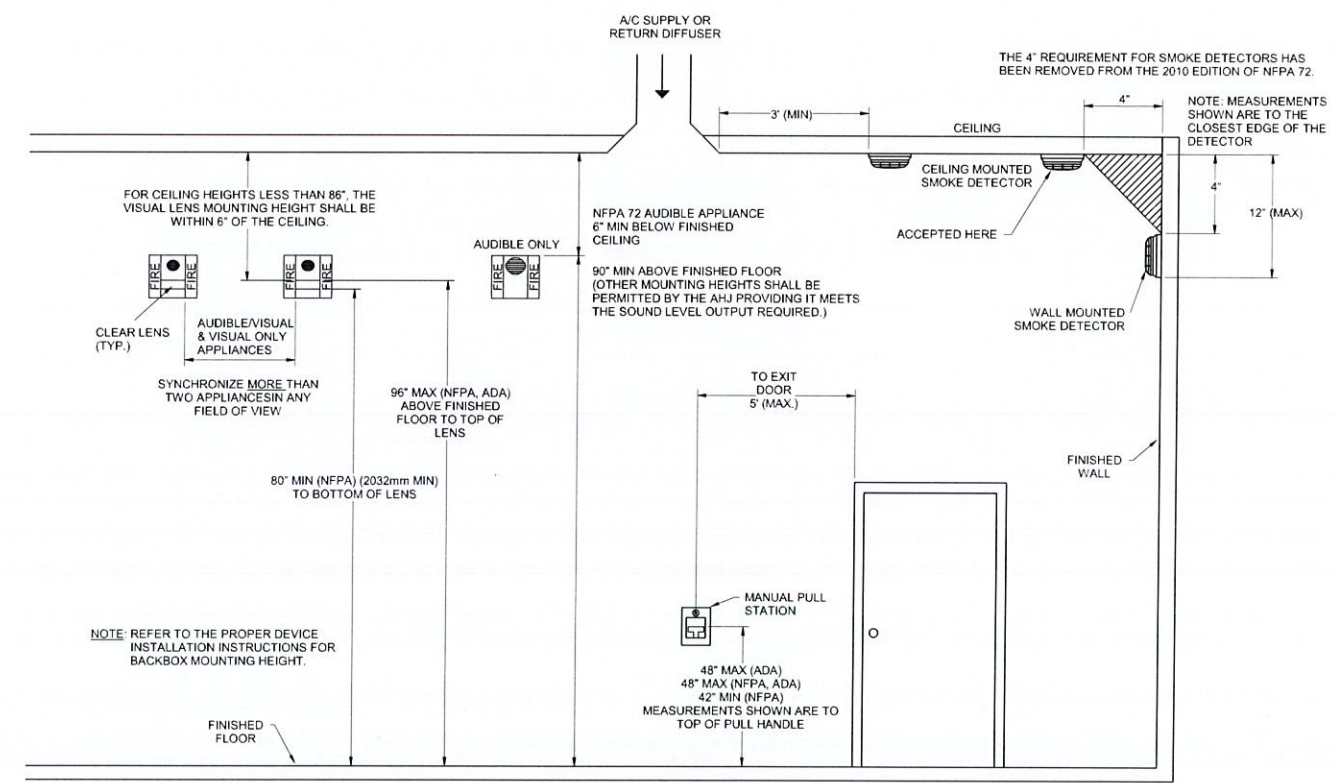 A/C SUPPLY OR
RETURN DIFFUSER
THE 4" REQUIREMENT FOR SMOKE DETECTORS HAS
BEEN REMOVED FROM THE 2010 EDITION OF NFPA 72.
3' (MIN)
4"
NOTE: MEASUREMENTS
SHOWN ARE TO THE
CLOSEST EDGE OF THE
DETECTOR
CEILING
CEILING MOUNTED
SMOKE DETECTOR
4"
12" (MAX)
FOR CEILING HEIGHTS LESS THAN 86", THE
VISUAL LENS MOUNTING HEIGHT SHALL BE
WITHIN 6" OF THE CEILING.
NFPA 72 AUDIBLE APPLIANCE
6" MIN BELOW FINISHED
CEILING
ACCEPTED HERE
AUDIBLE ONLY
FIRE
FIRE
FIRE
FIRE
FIRE
FIRE
90" MIN ABOVE FINISHED FLOOR
(OTHER MOUNTING HEIGHTS SHALL BE
PERMITTED BY THE AHJ PROVIDING IT MEETS
THE SOUND LEVEL OUTPUT REQUIRED.)
WALL MOUNTED
SMOKE DETECTOR
CLEAR LENS
(TYP.)
AUDIBLE/VISUAL
& VISUAL ONLY
APPLIANCES
SYNCHRONIZE MORE THAN
TWO APPLIANCESIN ANY
FIELD OF VIEW
96" MAX (NFPA, ADA)
ABOVE FINISHED
FLOOR TO TOP OF
LENS
TO EXIT
DOOR
5' (MAX.)
80" MIN (NFPA) (2032mm MIN)
TO BOTTOM OF LENS
FINISHED
WALL
MANUAL PULL
STATION
NOTE: REFER TO THE PROPER DEVICE
INSTALLATION INSTRUCTIONS FOR
BACKBOX MOUNTING HEIGHT.
48" MAX (ADA)
48" MAX (NFPA, ADA)
42" MIN (NFPA)
MEASUREMENTS SHOWN ARE TO
TOP OF PULL HANDLE
FINISHED
FLOOR